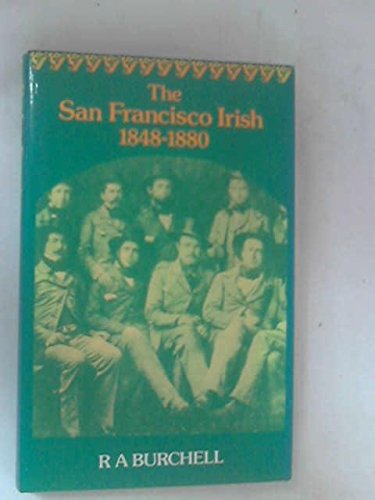 The
San Francisco Irish
1848-1880
R A BURCHELL